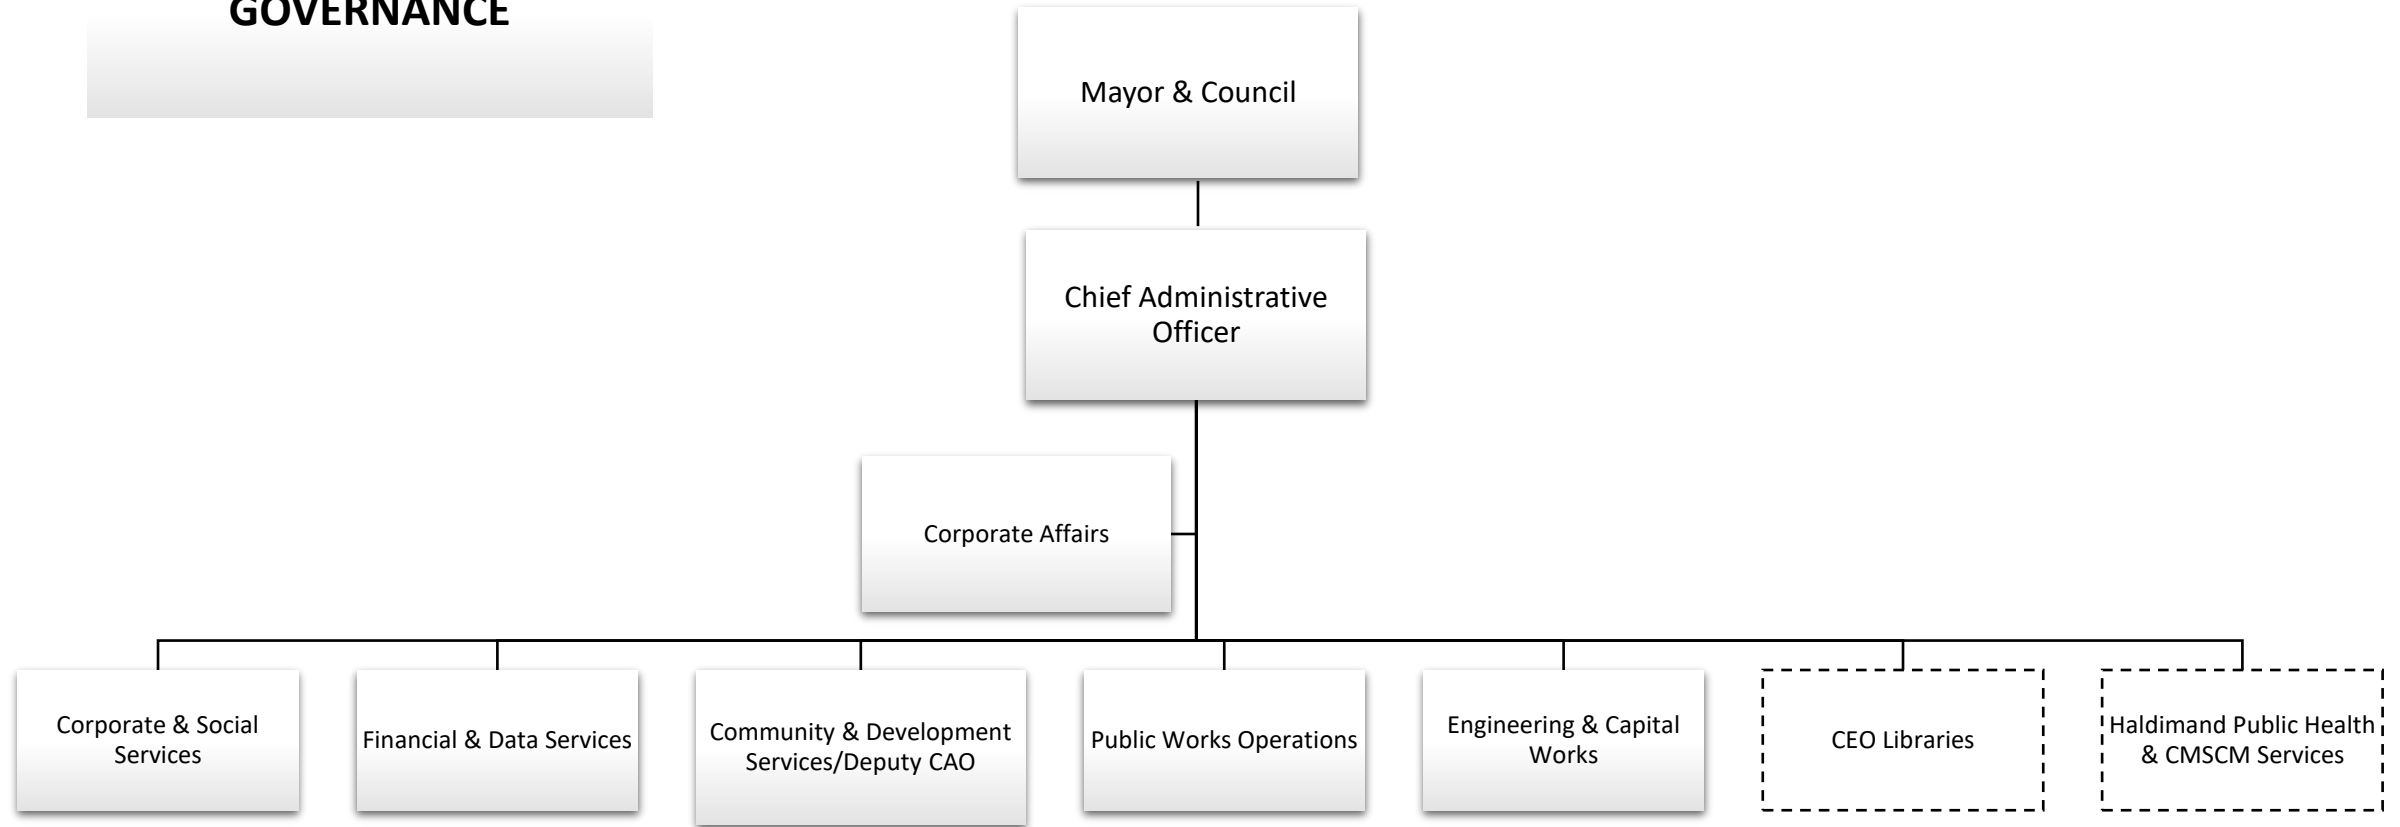 GOVERNANCE
Mayor & Council
Chief Administrative
Officer
Corporate Affairs
Corporate & Social
Services
Financial & Data Services
Community & Development
Services/Deputy CAO
Public Works Operations
Engineering & Capital
Works
CEO Libraries
Haldimand Public Health
& CMSCM Services